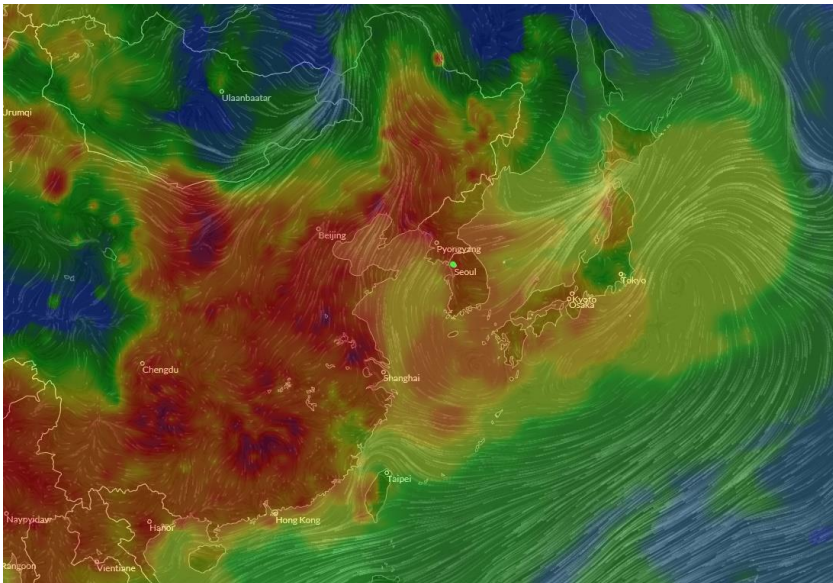 Ulaanbaatar
Urumqi
Beijing
Pyongyang
Seoul
Tokyo
Kyoto
Osaka
Chengdu
Shanghai
Taipei
Hong Kong
Hanoi
Naypyidaw
Vientiane
Rangoon